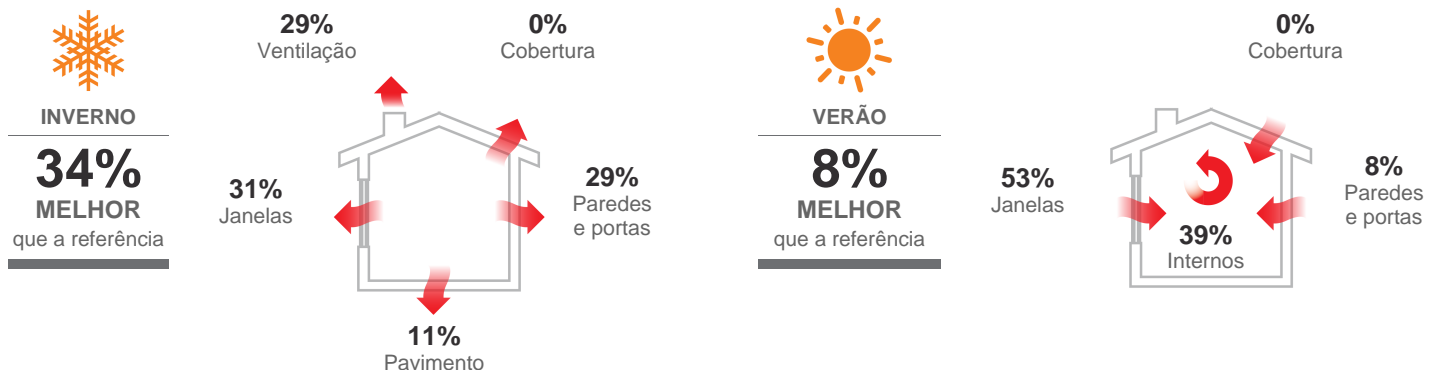 INVERNO
34%
MELHOR
que a referência
29%
Ventilação
0%
Cobertura
31%
Janelas
29%
Paredes
e portas
11%
Pavimento
VERÃO
8%
MELHOR
que a referência
0%
Cobertura
53%
Janelas
39%
Internos
8%
Paredes
e portas